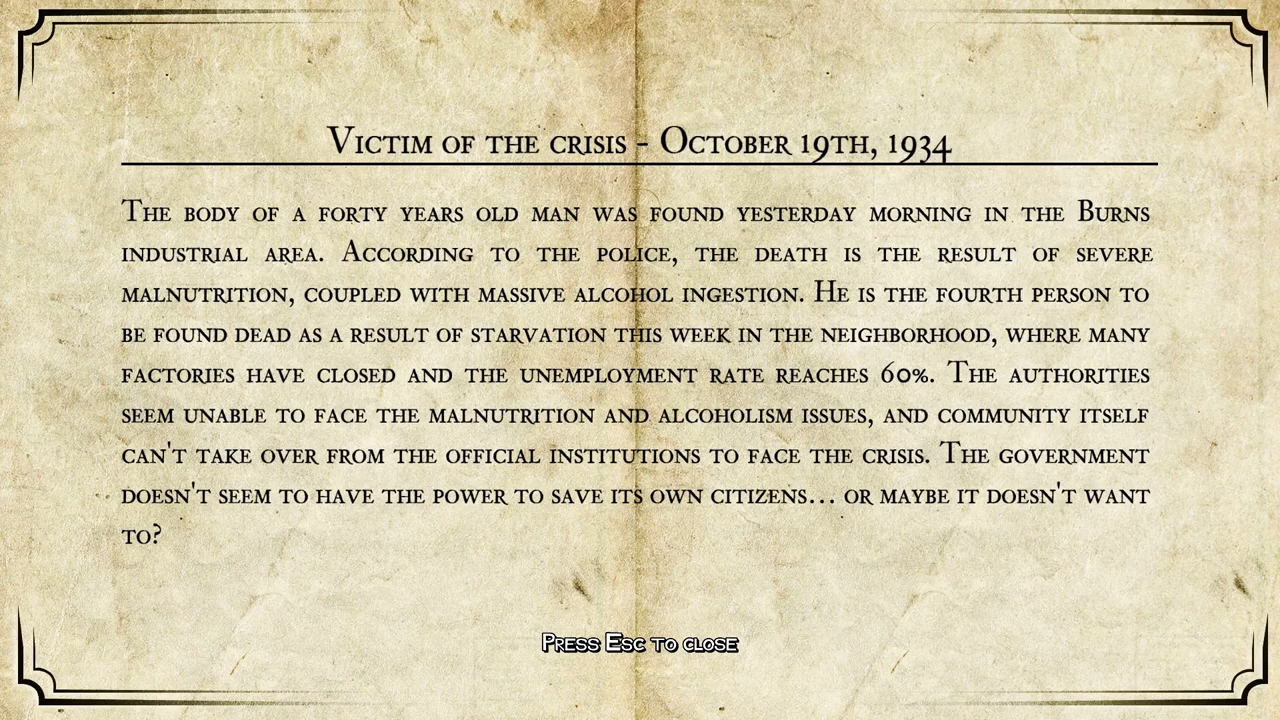 Victim of the crisis - October 19th, 1934
The body of a forty years old man was found yesterday morning in the Burns
industrial area. According to the police, the death is the result of severe
malnutrition, coupled with massive alcohol ingestion. He is the fourth person to
be found dead as a result of starvation this week in the neighborhood, where many
factories have closed and the unemployment rate reaches 60%. The authorities
seem unable to face the malnutrition and alcoholism issues, and community itself
can't take over from the official institutions to face the crisis. The government
doesn't seem to have the power to save its own citizens... or maybe it doesn't want
to?
Press Esc to close